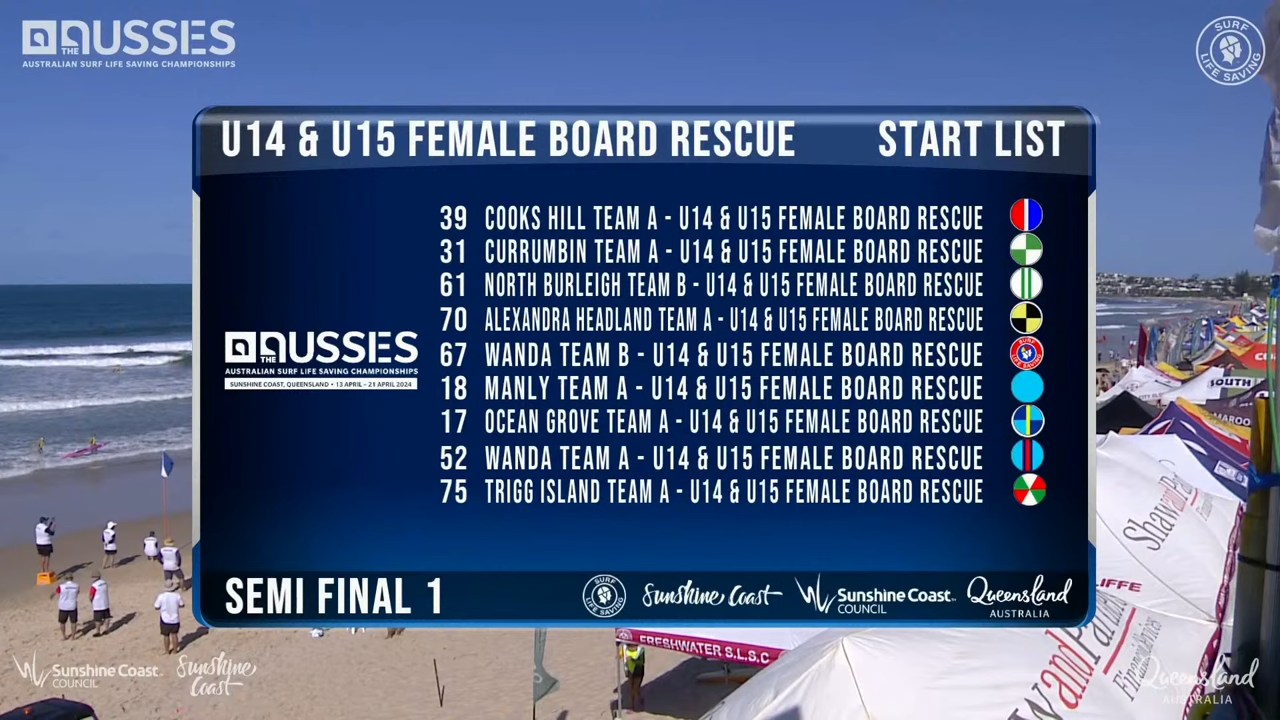 THE AUSSES
AUSTRALIAN SURF LIFE SAVING CHAMPIONSHIPS
SURF LIFE SAVING
U14 & U15 FEMALE BOARD RESCUE START LIST
39 COOKS HILL TEAM A - U14 & U15 FEMALE BOARD RESCUE
31 CURRUMBIN TEAM A - U14 & U15 FEMALE BOARD RESCUE
61 NORTH BURLEIGH TEAM B - U14 & U15 FEMALE BOARD RESCUE
70 ALEXANDRA HEADLAND TEAM A - U14 & U15 FEMALE BOARD RESCUE
67 WANDA TEAM B - U14 & U15 FEMALE BOARD RESCUE
18 MANLY TEAM A - U14 & U15 FEMALE BOARD RESCUE
17 OCEAN GROVE TEAM A - U14 & U15 FEMALE BOARD RESCUE
52 WANDA TEAM A - U14 & U15 FEMALE BOARD RESCUE
75 TRIGG ISLAND TEAM A - U14 & U15 FEMALE BOARD RESCUE
THE AUSSES
AUSTRALIAN SURF LIFE SAVING CHAMPIONSHIPS
SUNSHINE COAST, QUEENSLAND • 13 APRIL - 21 APRIL 2024
SURF LIFE SAVING
SOUTH
SEMI FINAL 1
SURF LIFE SAVING
Sunshine Coast
Sunshine Coast
COUNCIL
Queensland
AUSTRALIA
FRESHWATER S.L.S.C
Sunshine Coast
COUNCIL
Sunshine
Coast
Queensland
AUSTRALIA